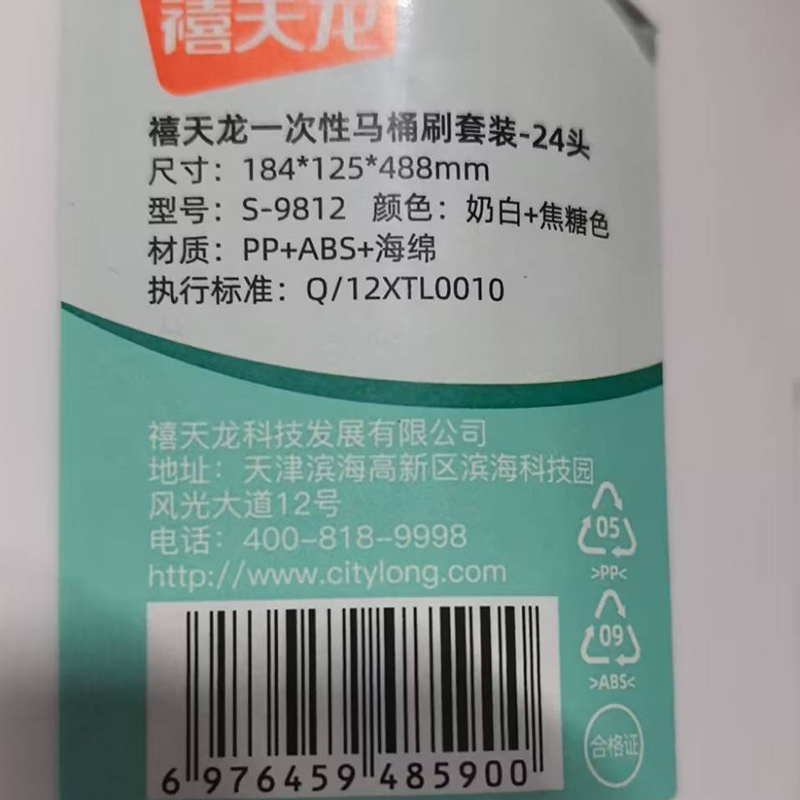 禧天龙
禧天龙一次性马桶刷套装-24头
尺寸：184*125*488mm
型号：S-9812 颜色：奶白+焦糖色
材质：PP+ABS+海绵
执行标准：Q/12XTL0010
禧天龙科技发展有限公司
地址：天津滨海高新区滨海科技园
风光大道12号
电话：400-818-9998
http://www.citylong.com
05
>PP<
09
>ABS<
合格证
6 976459 485900